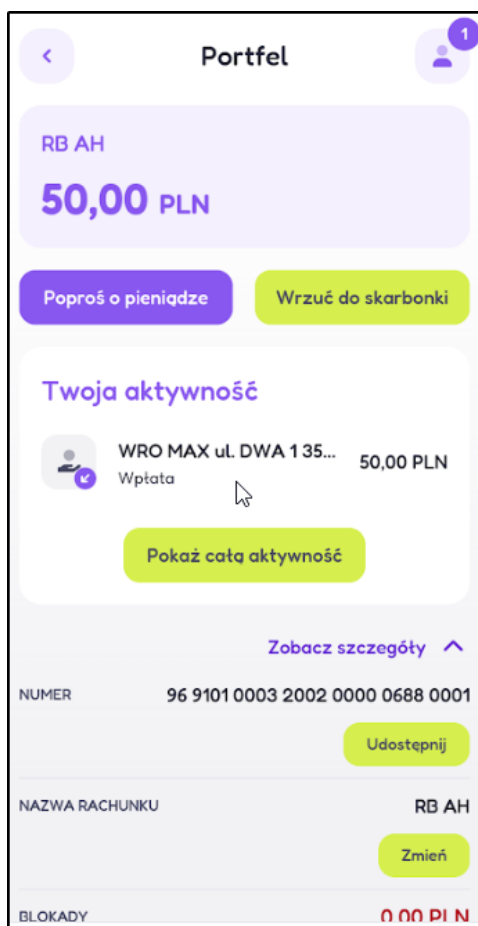 Portfel
1
RB AH
50,00 PLN
Poproś o pieniądze
Wrzuć do skarbonki
Twoja aktywność
WRO MAX ul. DWA 1 35... 50,00 PLN
Wpłata
Pokaż całą aktywność
Zobacz szczegóły
NUMER 96 9101 0003 2002 0000 0688 0001
Udostępnij
NAZWA RACHUNKU RB AH
Zmień
BLOKADY 0,00 PLN